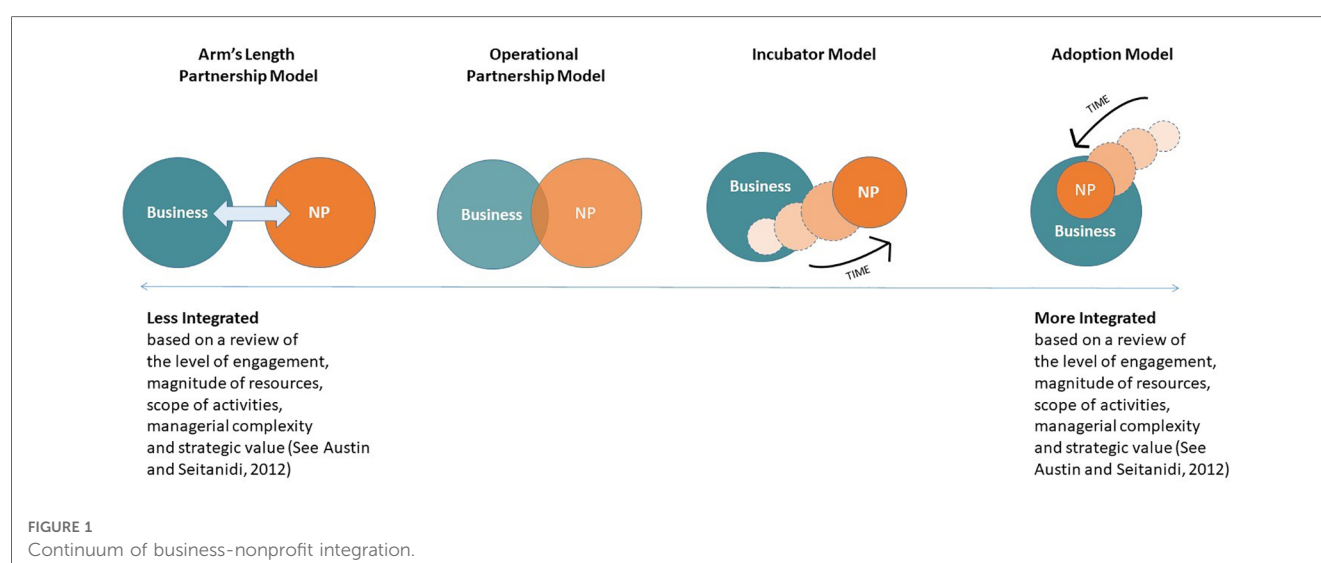 Arm's Length
Partnership Model
Operational
Partnership Model
Incubator Model
Adoption Model
Business
NP
Business
NP
Business
NP
TIME
TIME
NP
Business
Less Integrated
based on a review of
the level of engagement,
magnitude of resources,
scope of activities,
managerial complexity
and strategic value (See Austin
and Seitanidi, 2012)
More Integrated
based on a review of
the level of engagement,
magnitude of resources,
scope of activities,
managerial complexity
and strategic value (See
Austin and Seitanidi, 2012)
FIGURE 1
Continuum of business-nonprofit integration.